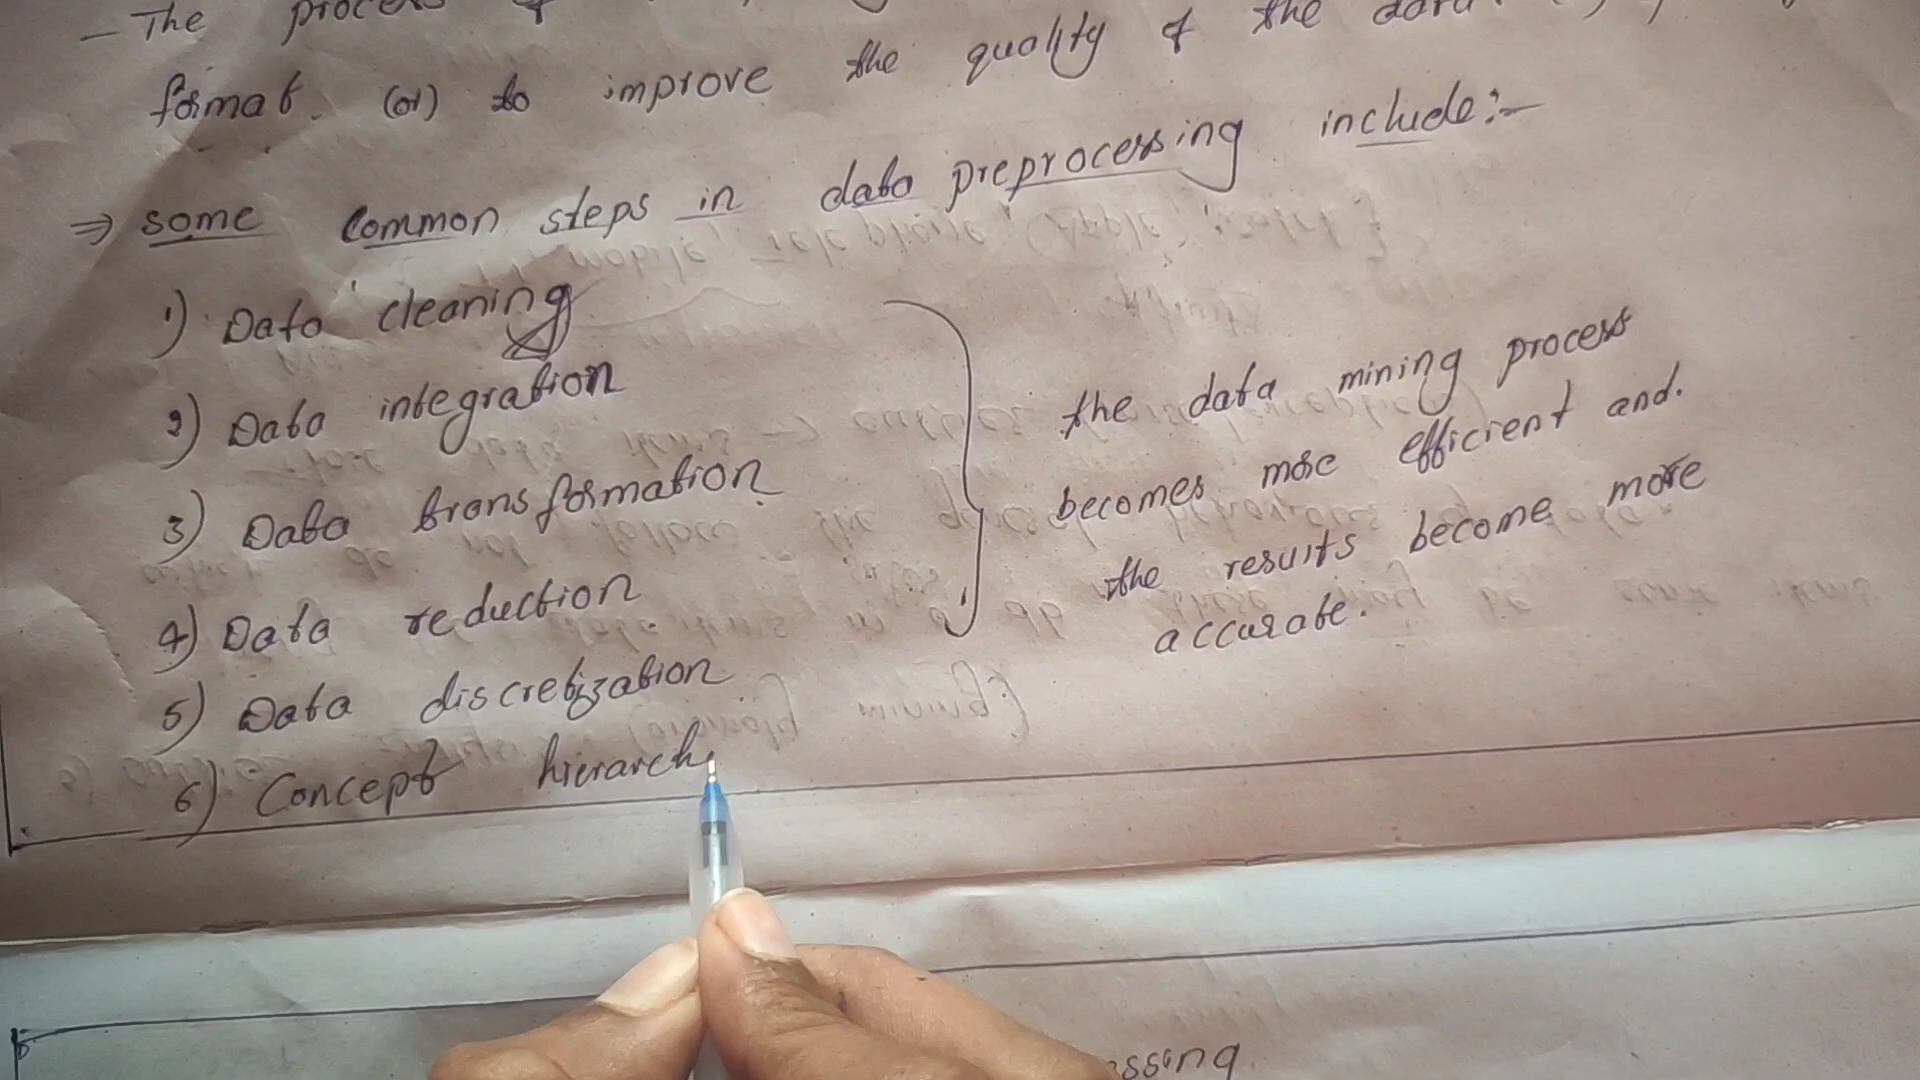 – The process
format. (or) to improve the quality of the data
⇒ some common steps in data preprocessing include:–
1) Data cleaning
2) Data integration
3) Data transformation
4) Data reduction
5) Data discretization
6) Concept hierarch
the data mining process
becomes more efficient and.
the results become more
accurate.
ssing